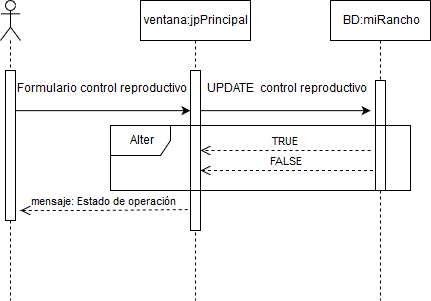 ventana:jpPrincipal
BD:miRancho
Formulario control reproductivo
UPDATE control reproductivo
Alter
TRUE
FALSE
mensaje: Estado de operación